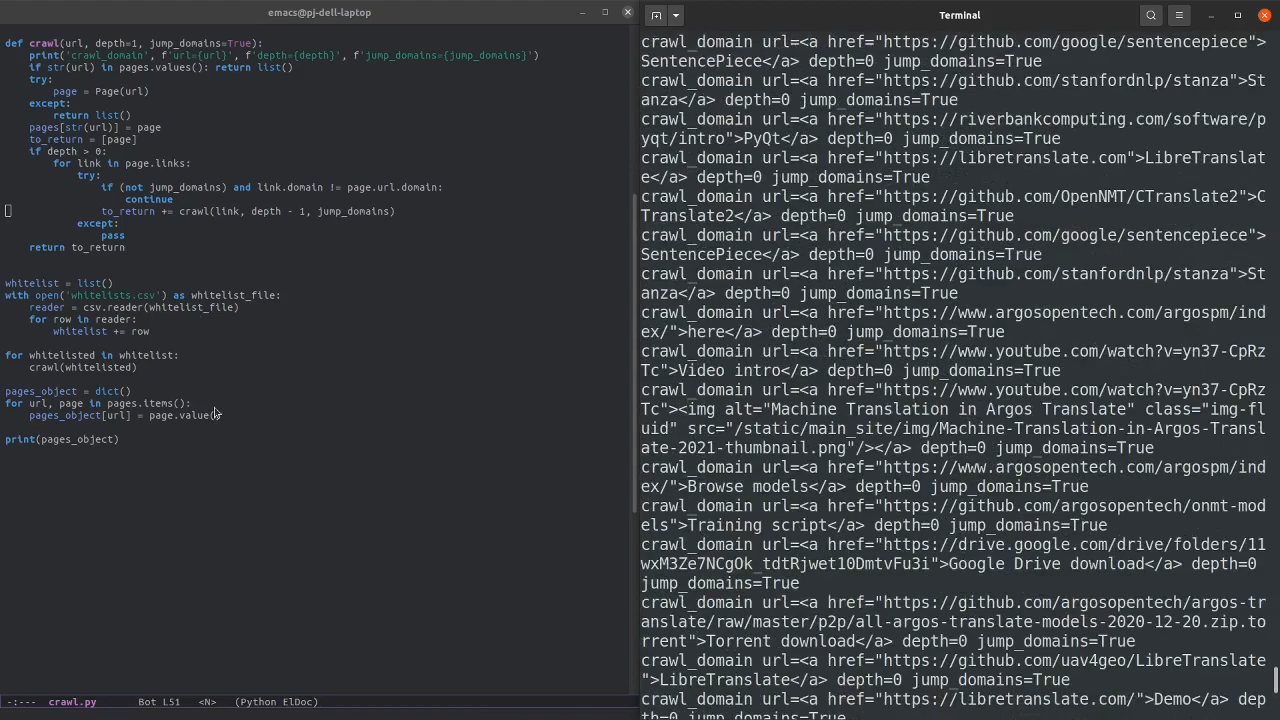 emacs@pj-dell-laptop
def crawl(url, depth=1, jump_domains=True):
    print('crawl_domain', f'url={url}', f'depth={depth}', f'jump_domains={jump_domains}')
    if str(url) in pages.values(): return list()
    try:
        page = Page(url)
    except:
        return list()
    pages[str(url)] = page
    to_return = [page]
    if depth > 0:
        for link in page.links:
            try:
                if (not jump_domains) and link.domain != page.url.domain:
                    continue
                to_return += crawl(link, depth - 1, jump_domains)
            except:
                pass
    return to_return
whitelist = list()
with open('whitelists.csv') as whitelist_file:
    reader = csv.reader(whitelist_file)
    for row in reader:
        whitelist += row
for whitelisted in whitelist:
    crawl(whitelisted)
pages_object = dict()
for url, page in pages.items():
    pages_object[url] = page.value()
print(pages_object)
-:--- crawl.py Bot L51 <N> (Python ElDoc)
Terminal
crawl_domain url=<a href="https://github.com/google/sentencepiece">
SentencePiece</a> depth=0 jump_domains=True
crawl_domain url=<a href="https://github.com/stanfordnlp/stanza">St
anza</a> depth=0 jump_domains=True
crawl_domain url=<a href="https://riverbankcomputing.com/software/p
yqt/intro">PyQt</a> depth=0 jump_domains=True
crawl_domain url=<a href="https://libretranslate.com">LibreTranslat
e</a> depth=0 jump_domains=True
crawl_domain url=<a href="https://github.com/OpenNMT/CTranslate2">C
Translate2</a> depth=0 jump_domains=True
crawl_domain url=<a href="https://github.com/google/sentencepiece">
SentencePiece</a> depth=0 jump_domains=True
crawl_domain url=<a href="https://github.com/stanfordnlp/stanza">St
anza</a> depth=0 jump_domains=True
crawl_domain url=<a href="https://www.argosopentech.com/argospm/ind
ex/">here</a> depth=0 jump_domains=True
crawl_domain url=<a href="https://www.youtube.com/watch?v=yn37-CpRz
Tc">Video intro</a> depth=0 jump_domains=True
crawl_domain url=<a href="https://www.youtube.com/watch?v=yn37-CpRz
Tc"><img alt="Machine Translation in Argos Translate" class="img-fl
uid" src="/static/main_site/img/Machine-Translation-in-Argos-Transl
ate-2021-thumbnail.png"/></a> depth=0 jump_domains=True
crawl_domain url=<a href="https://www.argosopentech.com/argospm/ind
ex/">Browse models</a> depth=0 jump_domains=True
crawl_domain url=<a href="https://github.com/argosopentech/onmt-mod
els">Training script</a> depth=0 jump_domains=True
crawl_domain url=<a href="https://drive.google.com/drive/folders/11
wxM3Ze7NCgOk_tdtRjwet10DmtvFu3i">Google Drive download</a> depth=0
jump_domains=True
crawl_domain url=<a href="https://github.com/argosopentech/argos-tr
anslate/raw/master/p2p/all-argos-translate-models-2020-12-20.zip.to
rrent">Torrent download</a> depth=0 jump_domains=True
crawl_domain url=<a href="https://github.com/uav4geo/LibreTranslate
">LibreTranslate</a> depth=0 jump_domains=True
crawl_domain url=<a href="https://libretranslate.com/">Demo</a> dep
th=0 jump_domains=True